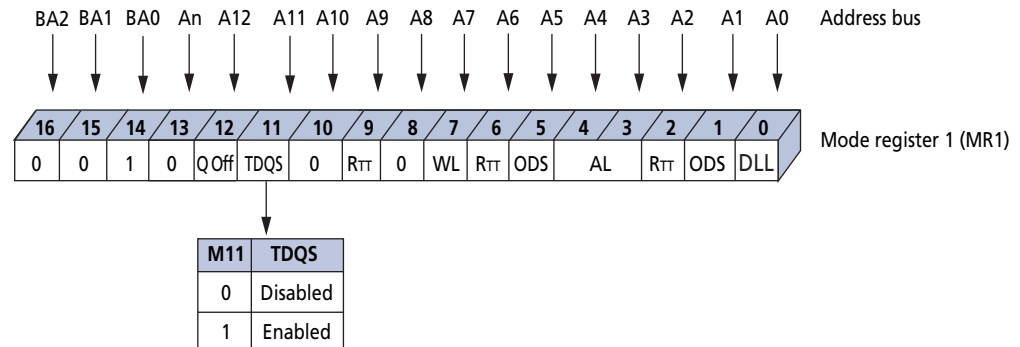 BA2 BA1 BA0 An A12 A11 A10 A9 A8 A7 A6 A5 A4 A3 A2 A1 A0 Address bus
16 15 14 13 12 11 10 9 8 7 6 5 4 3 2 1 0
Mode register 1 (MR1)
0 0 1 0 Q Off TDQS 0 RTT 0 WL RTT ODS AL RTT ODS DLL
M11 TDQS
0 Disabled
1 Enabled